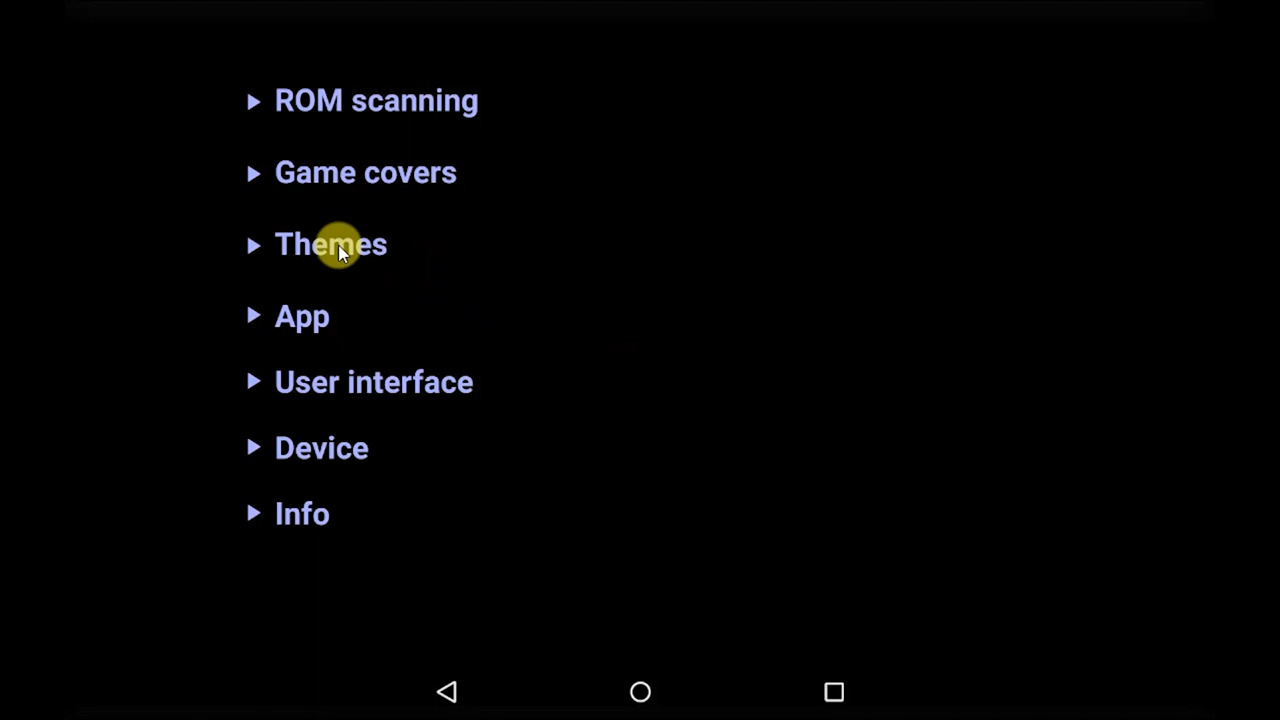 ROM scanning
Game covers
Themes
App
User interface
Device
Info